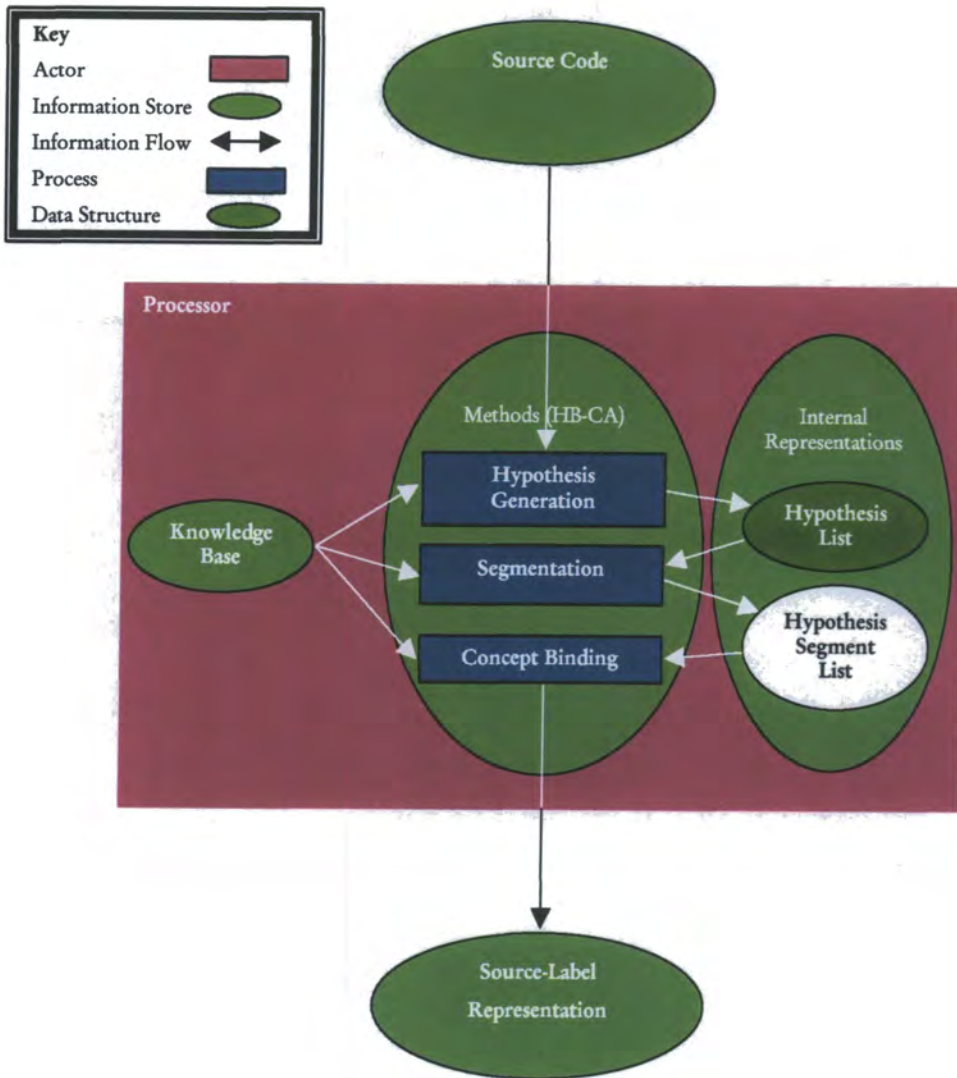 Key
Actor
Information Store
Information Flow
Process
Data Structure
Source Code
Processor
Methods (HB-CA)
Internal
Representations
Hypothesis
Generation
Hypothesis
List
Knowledge
Base
Segmentation
Hypothesis
Segment
List
Concept Binding
Source-Label
Representation